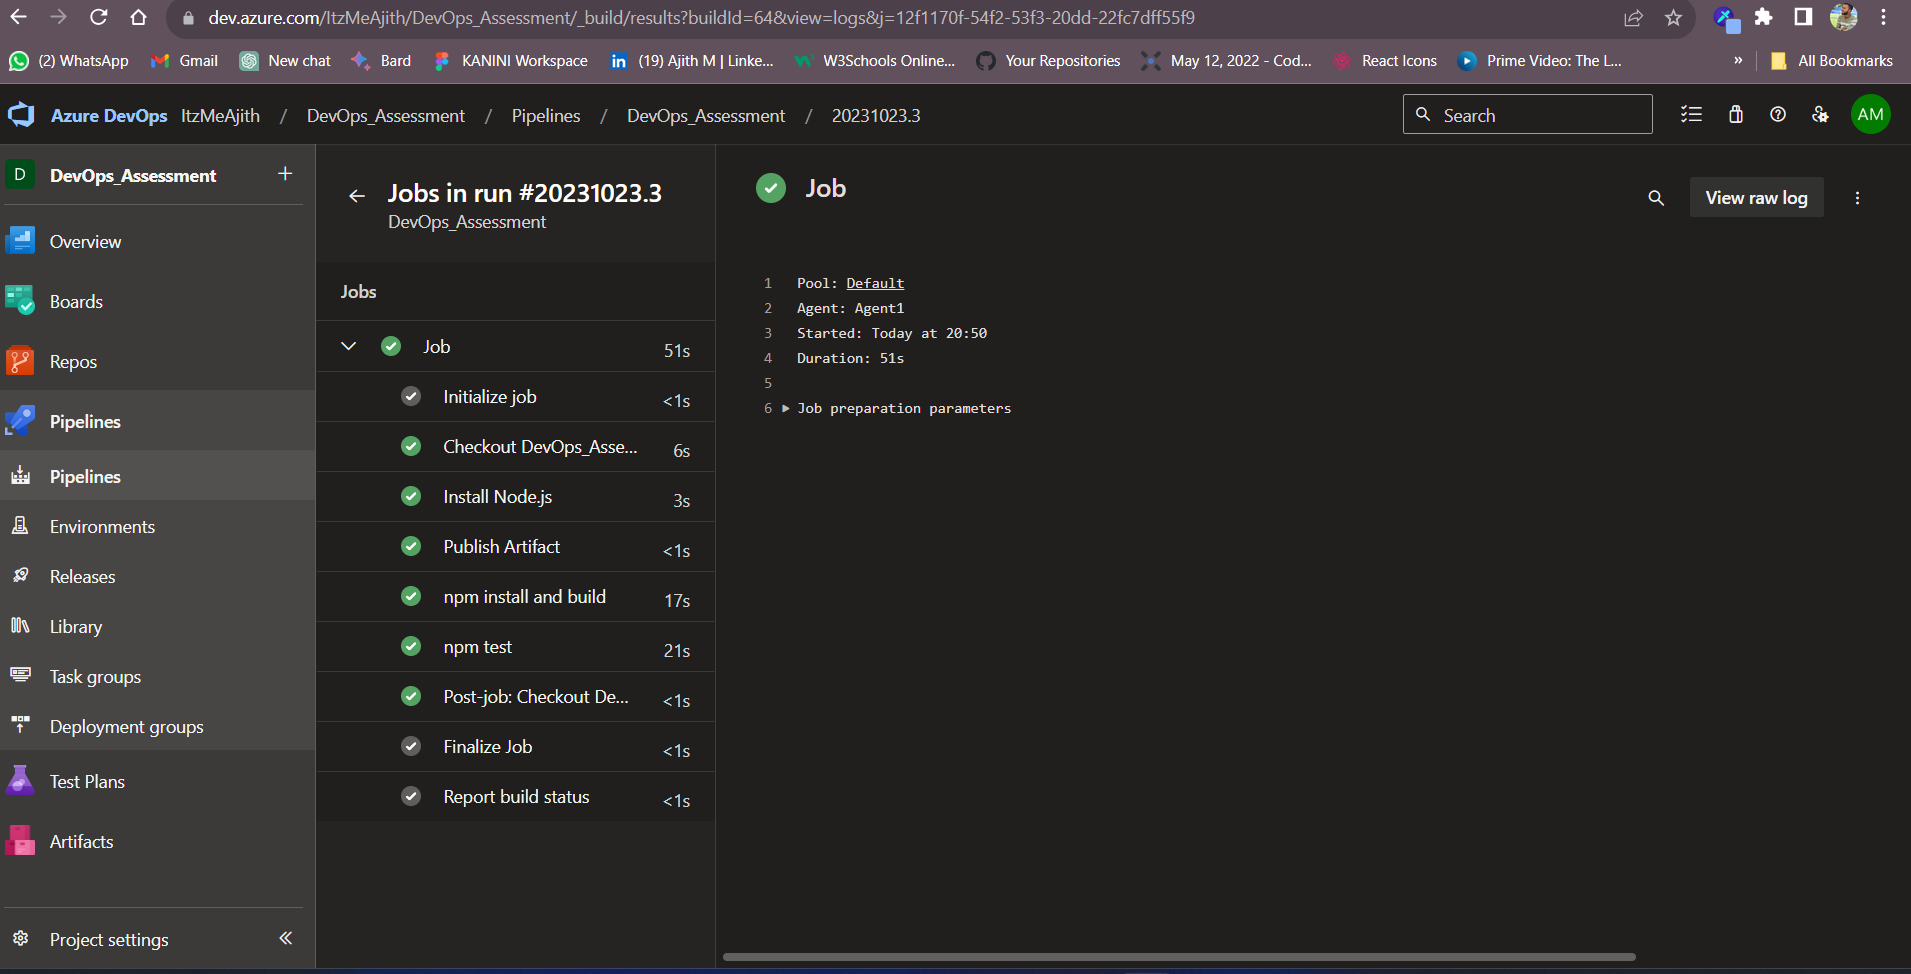 dev.azure.com/ItzMeAjith/DevOps_Assessment/_build/results?buildId=64&view=logs&j=12f1170f-54f2-53f3-20dd-22fc7dff55f9
(2) WhatsApp Gmail New chat Bard KANINI Workspace (19) Ajith M | Linke... W3Schools Online... Your Repositories May 12, 2022 - Cod... React Icons Prime Video: The L... » All Bookmarks
Azure DevOps ItzMeAjith / DevOps_Assessment / Pipelines / DevOps_Assessment / 20231023.3 Search AM
D DevOps_Assessment +
Overview
Boards
Repos
Pipelines
Pipelines
Environments
Releases
Library
Task groups
Deployment groups
Test Plans
Artifacts
Project settings
Jobs in run #20231023.3
DevOps_Assessment
Jobs
Job 51s
Initialize job <1s
Checkout DevOps_Asse... 6s
Install Node.js 3s
Publish Artifact <1s
npm install and build 17s
npm test 21s
Post-job: Checkout De... <1s
Finalize Job <1s
Report build status <1s
Job
View raw log
1 Pool: Default
2 Agent: Agent1
3 Started: Today at 20:50
4 Duration: 51s
5
6 Job preparation parameters